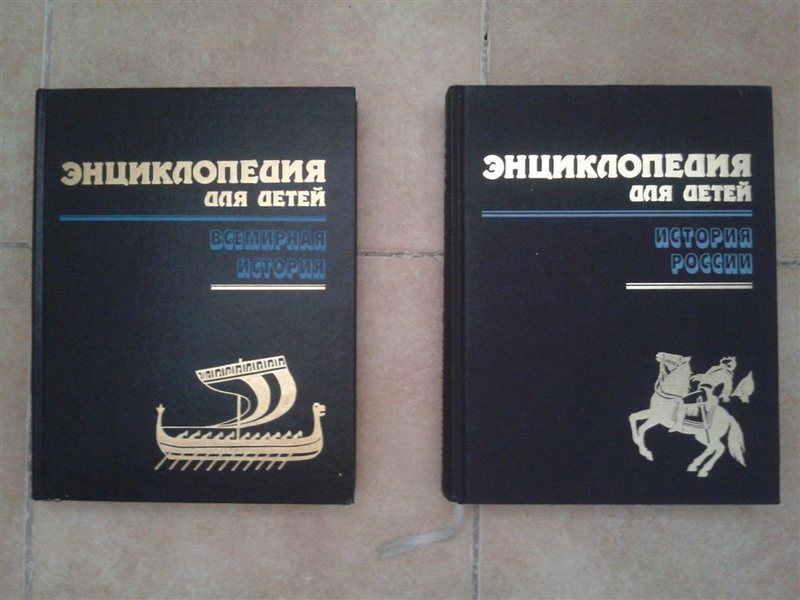 ЭНЦИКЛОПЕДИЯ
ДЛЯ ДЕТЕЙ
ВСЕМИРНАЯ
ИСТОРИЯ
ЭНЦИКЛОПЕДИЯ
ДЛЯ ДЕТЕЙ
ИСТОРИЯ
РОССИИ